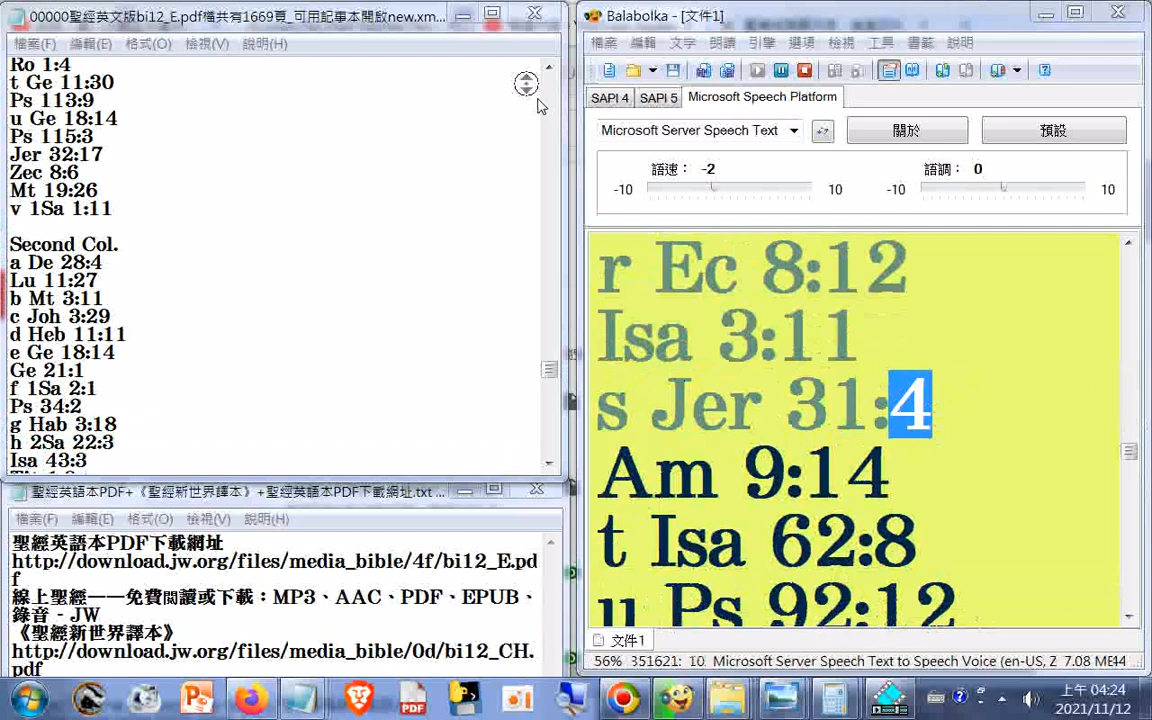 00000聖經英文版bi12_E.pdf檔共有1669頁_可用記事本開啟new.xm...
檔案(F) 編輯(E) 格式(O) 檢視(V) 說明(H)
Ro 1:4
t Ge 11:30
Ps 113:9
u Ge 18:14
Ps 115:3
Jer 32:17
Zec 8:6
Mt 19:26
v 1Sa 1:11
Second Col.
a De 28:4
Lu 11:27
b Mt 3:11
c Joh 3:29
d Heb 11:11
e Ge 18:14
Ge 21:1
f 1Sa 2:1
Ps 34:2
g Hab 3:18
h 2Sa 22:3
Isa 43:3
聖經英語本PDF+《聖經新世界譯本》+聖經英語本PDF下載網址.txt ...
檔案(F) 編輯(E) 格式(O) 檢視(V) 說明(H)
聖經英語本PDF下載網址
http://download.jw.org/files/media_bible/4f/bi12_E.pd
f
線上聖經——免費閱讀或下載：MP3、AAC、PDF、EPUB、
錄音 - JW
《聖經新世界譯本》
http://download.jw.org/files/media_bible/0d/bi12_CH.
pdf
Balabolka - [文件1]
檔案 編輯 文字 朗讀 引擎 選項 檢視 工具 書籤 說明
SAPI 4 SAPI 5 Microsoft Speech Platform
Microsoft Server Speech Text 關於 預設
語速： -2 語調： 0
-10 10 -10 10
r Ec 8:12
Isa 3:11
s Jer 31:4
Am 9:14
t Isa 62:8
u Ps 92:12
文件1
56% 351621: 10 Microsoft Server Speech Text to Speech Voice (en-US, Z 7.08 ME44
PDF
上午 04:24
2021/11/12